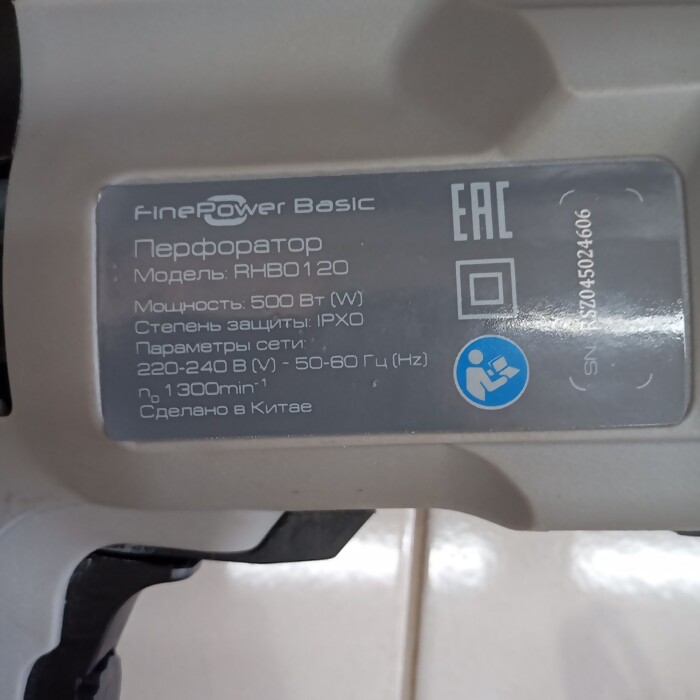 FinePower Basic
Перфоратор
Модель: RHB0120
Мощность: 500 Вт (W)
Степень защиты: IPX0
Параметры сети:
220-240 В (V) ~ 50-60 Гц (Hz)
n₀ 1300min⁻¹
Сделано в Китае
EAC
SN